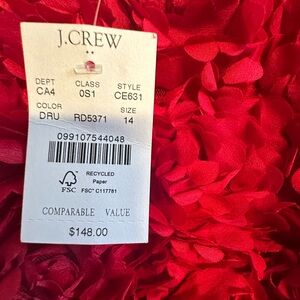 J.CREW
DEPT CLASS STYLE
CA4 0S1 CE631
COLOR SIZE
DRU RD5371 14
099107544048
RECYCLED
Paper
FSC FSC® C117781
COMPARABLE VALUE
$148.00